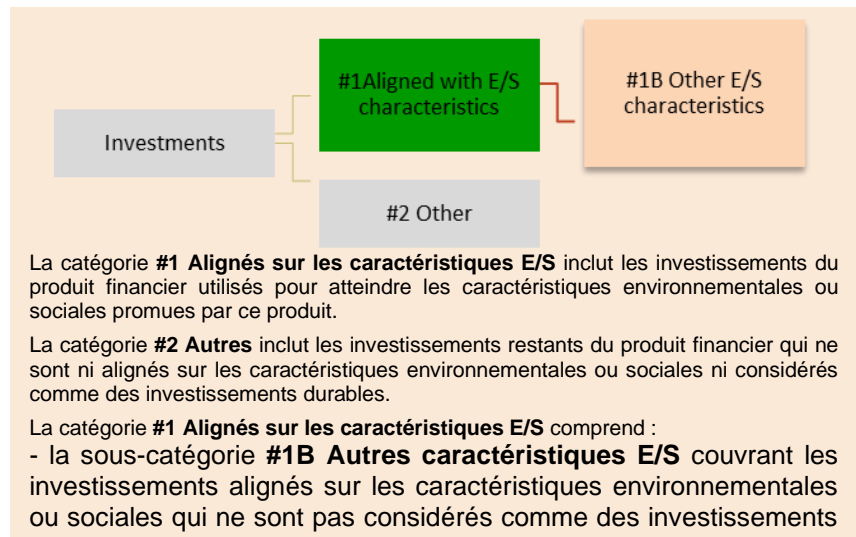 #1Aligned with E/S
characteristics
#1B Other E/S
characteristics
Investments
#2 Other
La catégorie #1 Alignés sur les caractéristiques E/S inclut les investissements du
produit financier utilisés pour atteindre les caractéristiques environnementales ou
sociales promues par ce produit.
La catégorie #2 Autres inclut les investissements restants du produit financier qui ne
sont ni alignés sur les caractéristiques environnementales ou sociales ni considérés
comme des investissements durables.
La catégorie #1 Alignés sur les caractéristiques E/S comprend :
- la sous-catégorie #1B Autres caractéristiques E/S couvrant les
investissements alignés sur les caractéristiques environnementales
ou sociales qui ne sont pas considérés comme des investissements